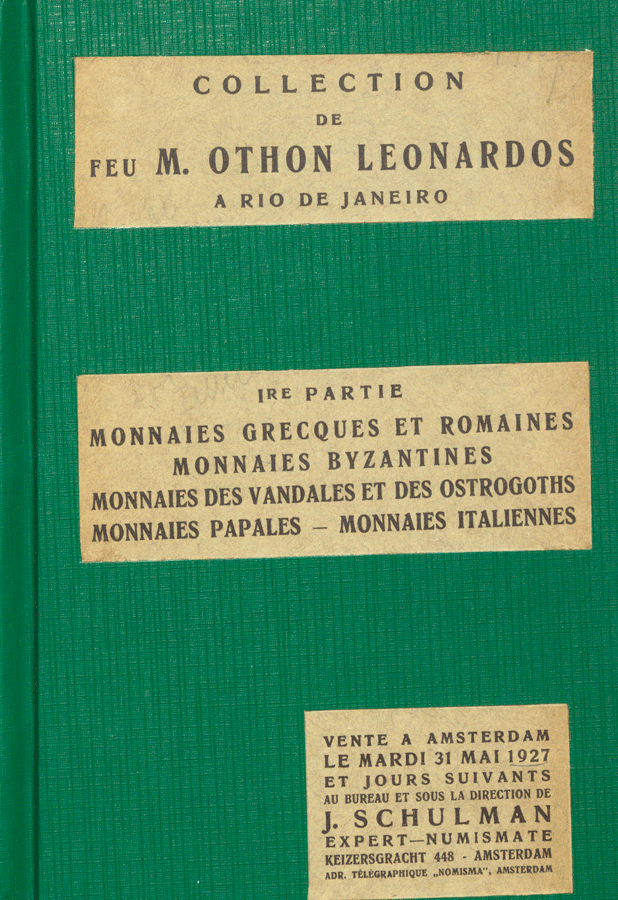 COLLECTION
DE
FEU M. OTHON LEONARDOS
A RIO DE JANEIRO
1RE PARTIE
MONNAIES GRECQUES ET ROMAINES
MONNAIES BYZANTINES
MONNAIES DES VANDALES ET DES OSTROGOTHS
MONNAIES PAPALES — MONNAIES ITALIENNES
VENTE A AMSTERDAM
LE MARDI 31 MAI 1927
ET JOURS SUIVANTS
AU BUREAU ET SOUS LA DIRECTION DE
J. SCHULMAN
EXPERT—NUMISMATE
KEIZERSGRACHT 448 - AMSTERDAM
ADR. TÉLÉGRAPHIQUE „NOMISMA”, AMSTERDAM